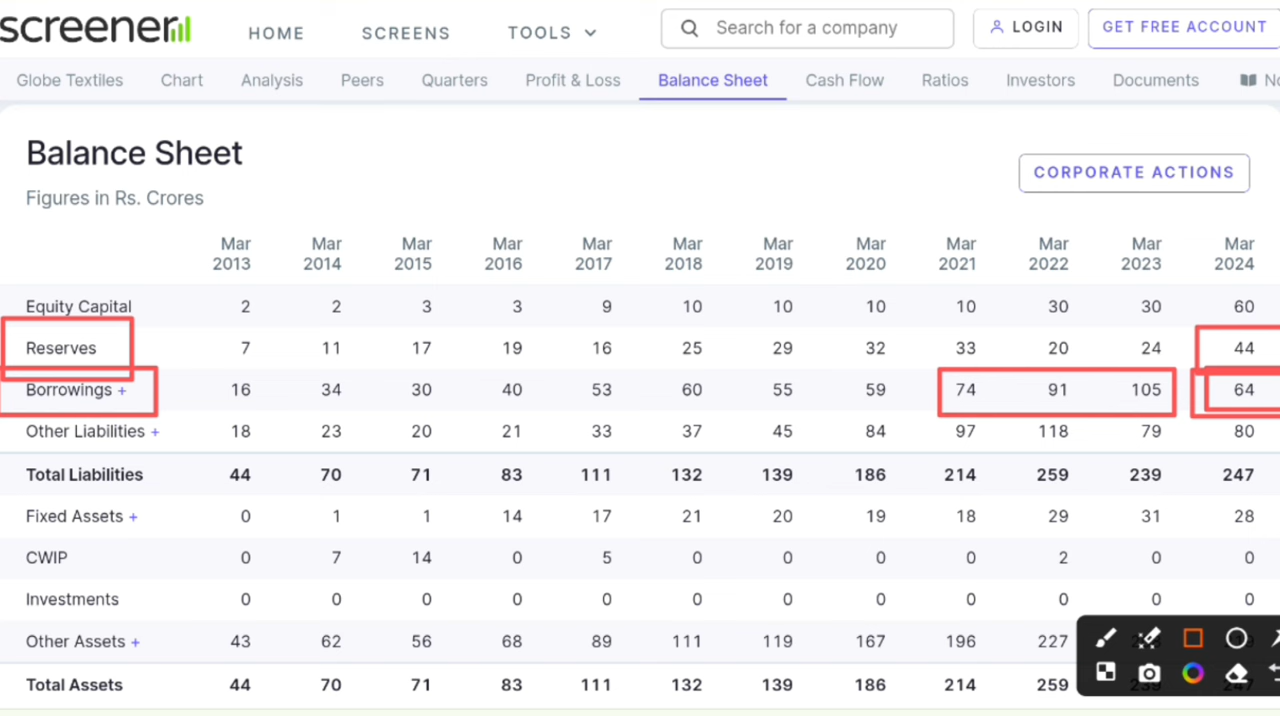 screener HOME SCREENS TOOLS Search for a company LOGIN GET FREE ACCOUNT
Globe Textiles Chart Analysis Peers Quarters Profit & Loss Balance Sheet Cash Flow Ratios Investors Documents
Balance Sheet
CORPORATE ACTIONS
Figures in Rs. Crores
Mar Mar Mar Mar Mar Mar Mar Mar Mar Mar Mar Mar
2013 2014 2015 2016 2017 2018 2019 2020 2021 2022 2023 2024
Equity Capital 2 2 3 3 9 10 10 10 10 30 30 60
Reserves 7 11 17 19 16 25 29 32 33 20 24 44
Borrowings + 16 34 30 40 53 60 55 59 74 91 105 64
Other Liabilities + 18 23 20 21 33 37 45 84 97 118 79 80
Total Liabilities 44 70 71 83 111 132 139 186 214 259 239 247
Fixed Assets + 0 1 1 14 17 21 20 19 18 29 31 28
CWIP 0 7 14 0 5 0 0 0 0 2 0 0
Investments 0 0 0 0 0 0 0 0 0 0 0 0
Other Assets + 43 62 56 68 89 111 119 167 196 227
Total Assets 44 70 71 83 111 132 139 186 214 259 239 247